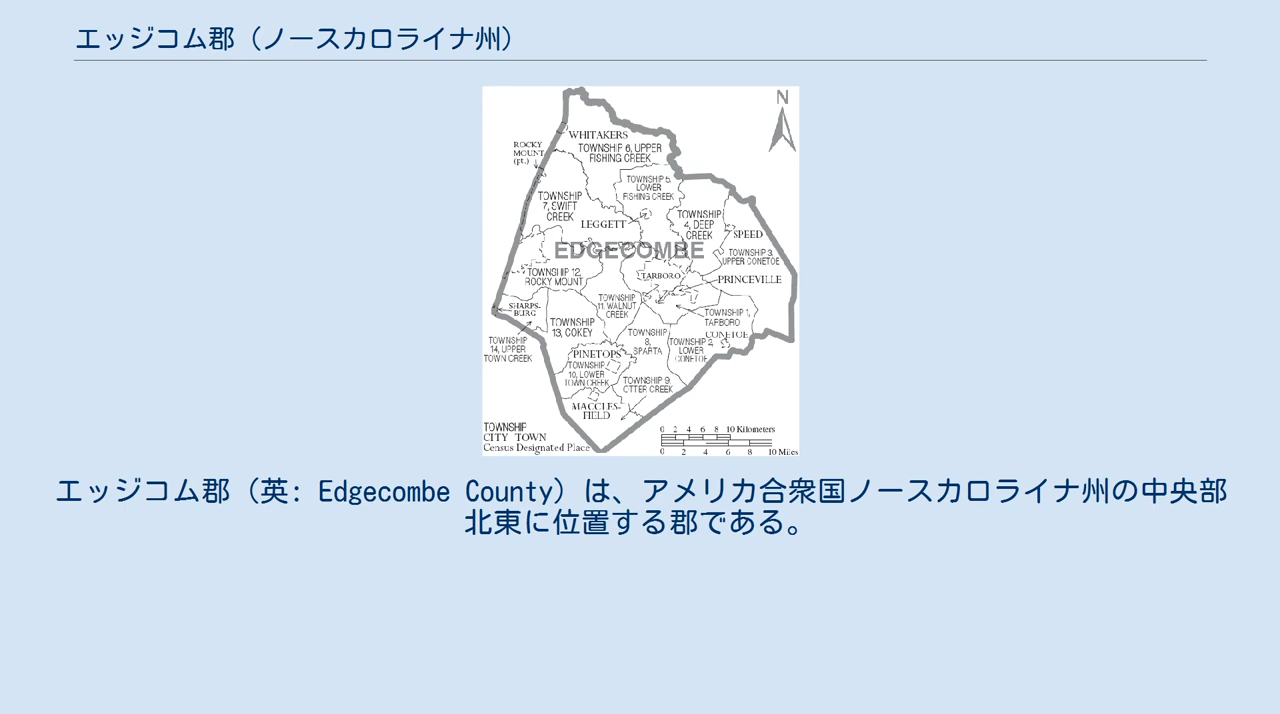 エッジコム郡（ノースカロライナ州）
N
WHITAKERS
ROCKY
MOUNT
(pt.)
TOWNSHIP 6, UPPER
FISHING CREEK
TOWNSHIP 5,
LOWER
FISHING CREEK
TOWNSHIP
7, SWIFT
CREEK
LEGGETT
TOWNSHIP
4, DEEP
CREEK
SPEED
EDGECOMBE
TOWNSHIP 3,
UPPER CONETOE
TOWNSHIP 12,
ROCKY MOUNT
TARBORO
PRINCEVILLE
SHARPS-
BURG
TOWNSHIP
11, WALNUT
CREEK
TOWNSHIP 1,
TARBORO
TOWNSHIP
13, COKEY
CONETOE
TOWNSHIP
8,
SPARTA
TOWNSHIP 2,
LOWER
CONETOE
TOWNSHIP
14, UPPER
TOWN CREEK
PINETOPS
TOWNSHIP
10, LOWER
TOWN CREEK
TOWNSHIP 9,
OTTER CREEK
MACCLES-
FIELD
TOWNSHIP
CITY TOWN
Census Designated Place
0 2 4 6 8 10 Kilometers
0 2 4 6 8 10 Miles
エッジコム郡（英: Edgecombe County）は、アメリカ合衆国ノースカロライナ州の中央部
北東に位置する郡である。